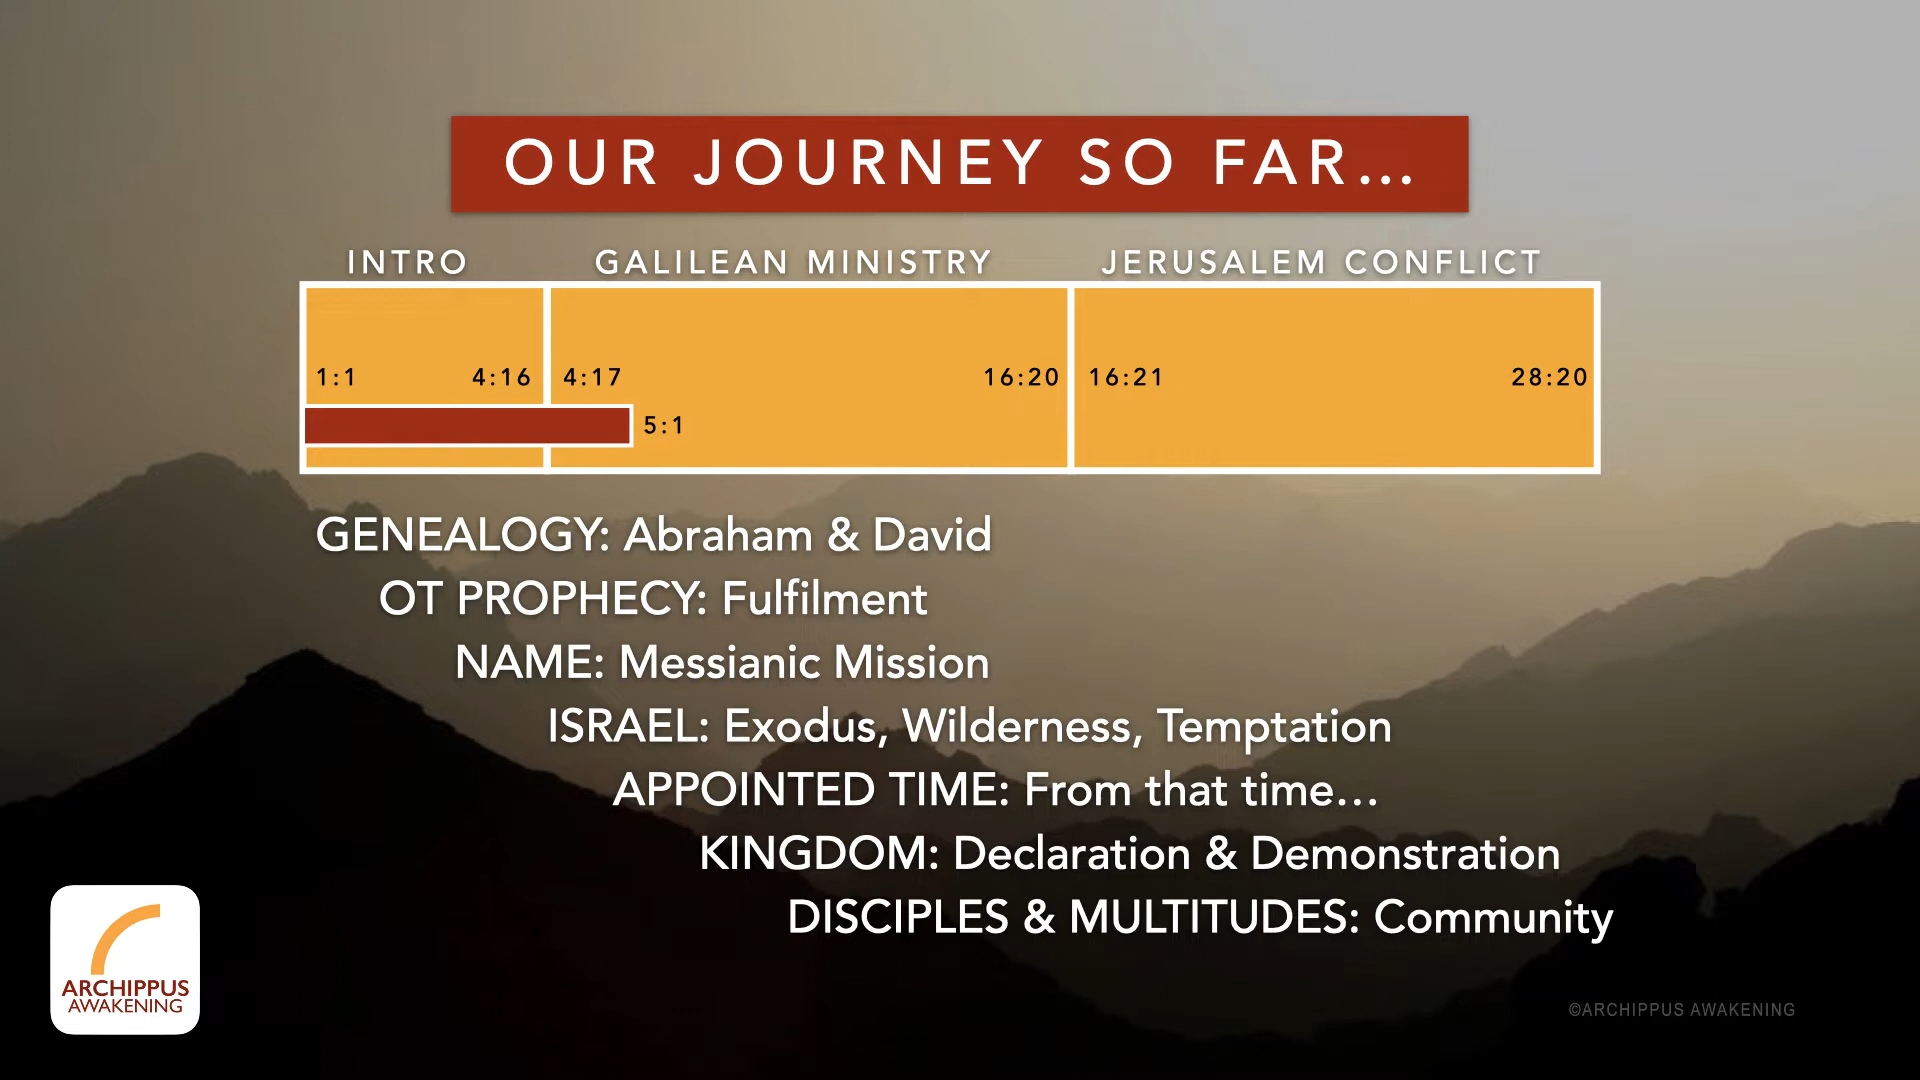 OUR JOURNEY SO FAR...
INTRO GALILEAN MINISTRY JERUSALEM CONFLICT
1:1 4:16 4:17 16:20 16:21 28:20
5:1
GENEALOGY: Abraham & David
OT PROPHECY: Fulfilment
NAME: Messianic Mission
ISRAEL: Exodus, Wilderness, Temptation
APPOINTED TIME: From that time...
KINGDOM: Declaration & Demonstration
DISCIPLES & MULTITUDES: Community
ARCHIPPUS
AWAKENING
©ARCHIPPUS AWAKENING